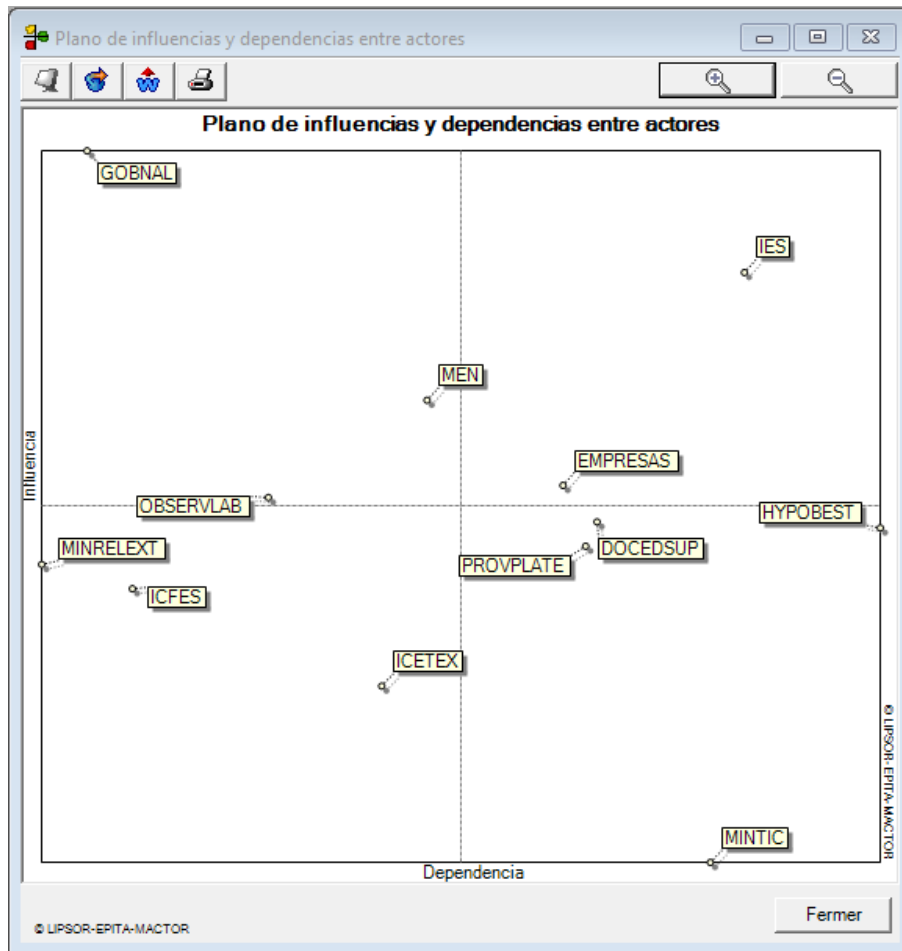 Plano de influencias y dependencias entre actores
Plano de influencias y dependencias entre actores
GOBNAL
IES
MEN
Influencia
EMPRESAS
OBSERVLAB
HYPOBEST
MINRELEXT
DOCEDSUP
PROVPLATE
ICFES
ICETEX
© LIPSOR-EPITA-MACTOR
MINTIC
Dependencia
Fermer
© LIPSOR-EPITA-MACTOR